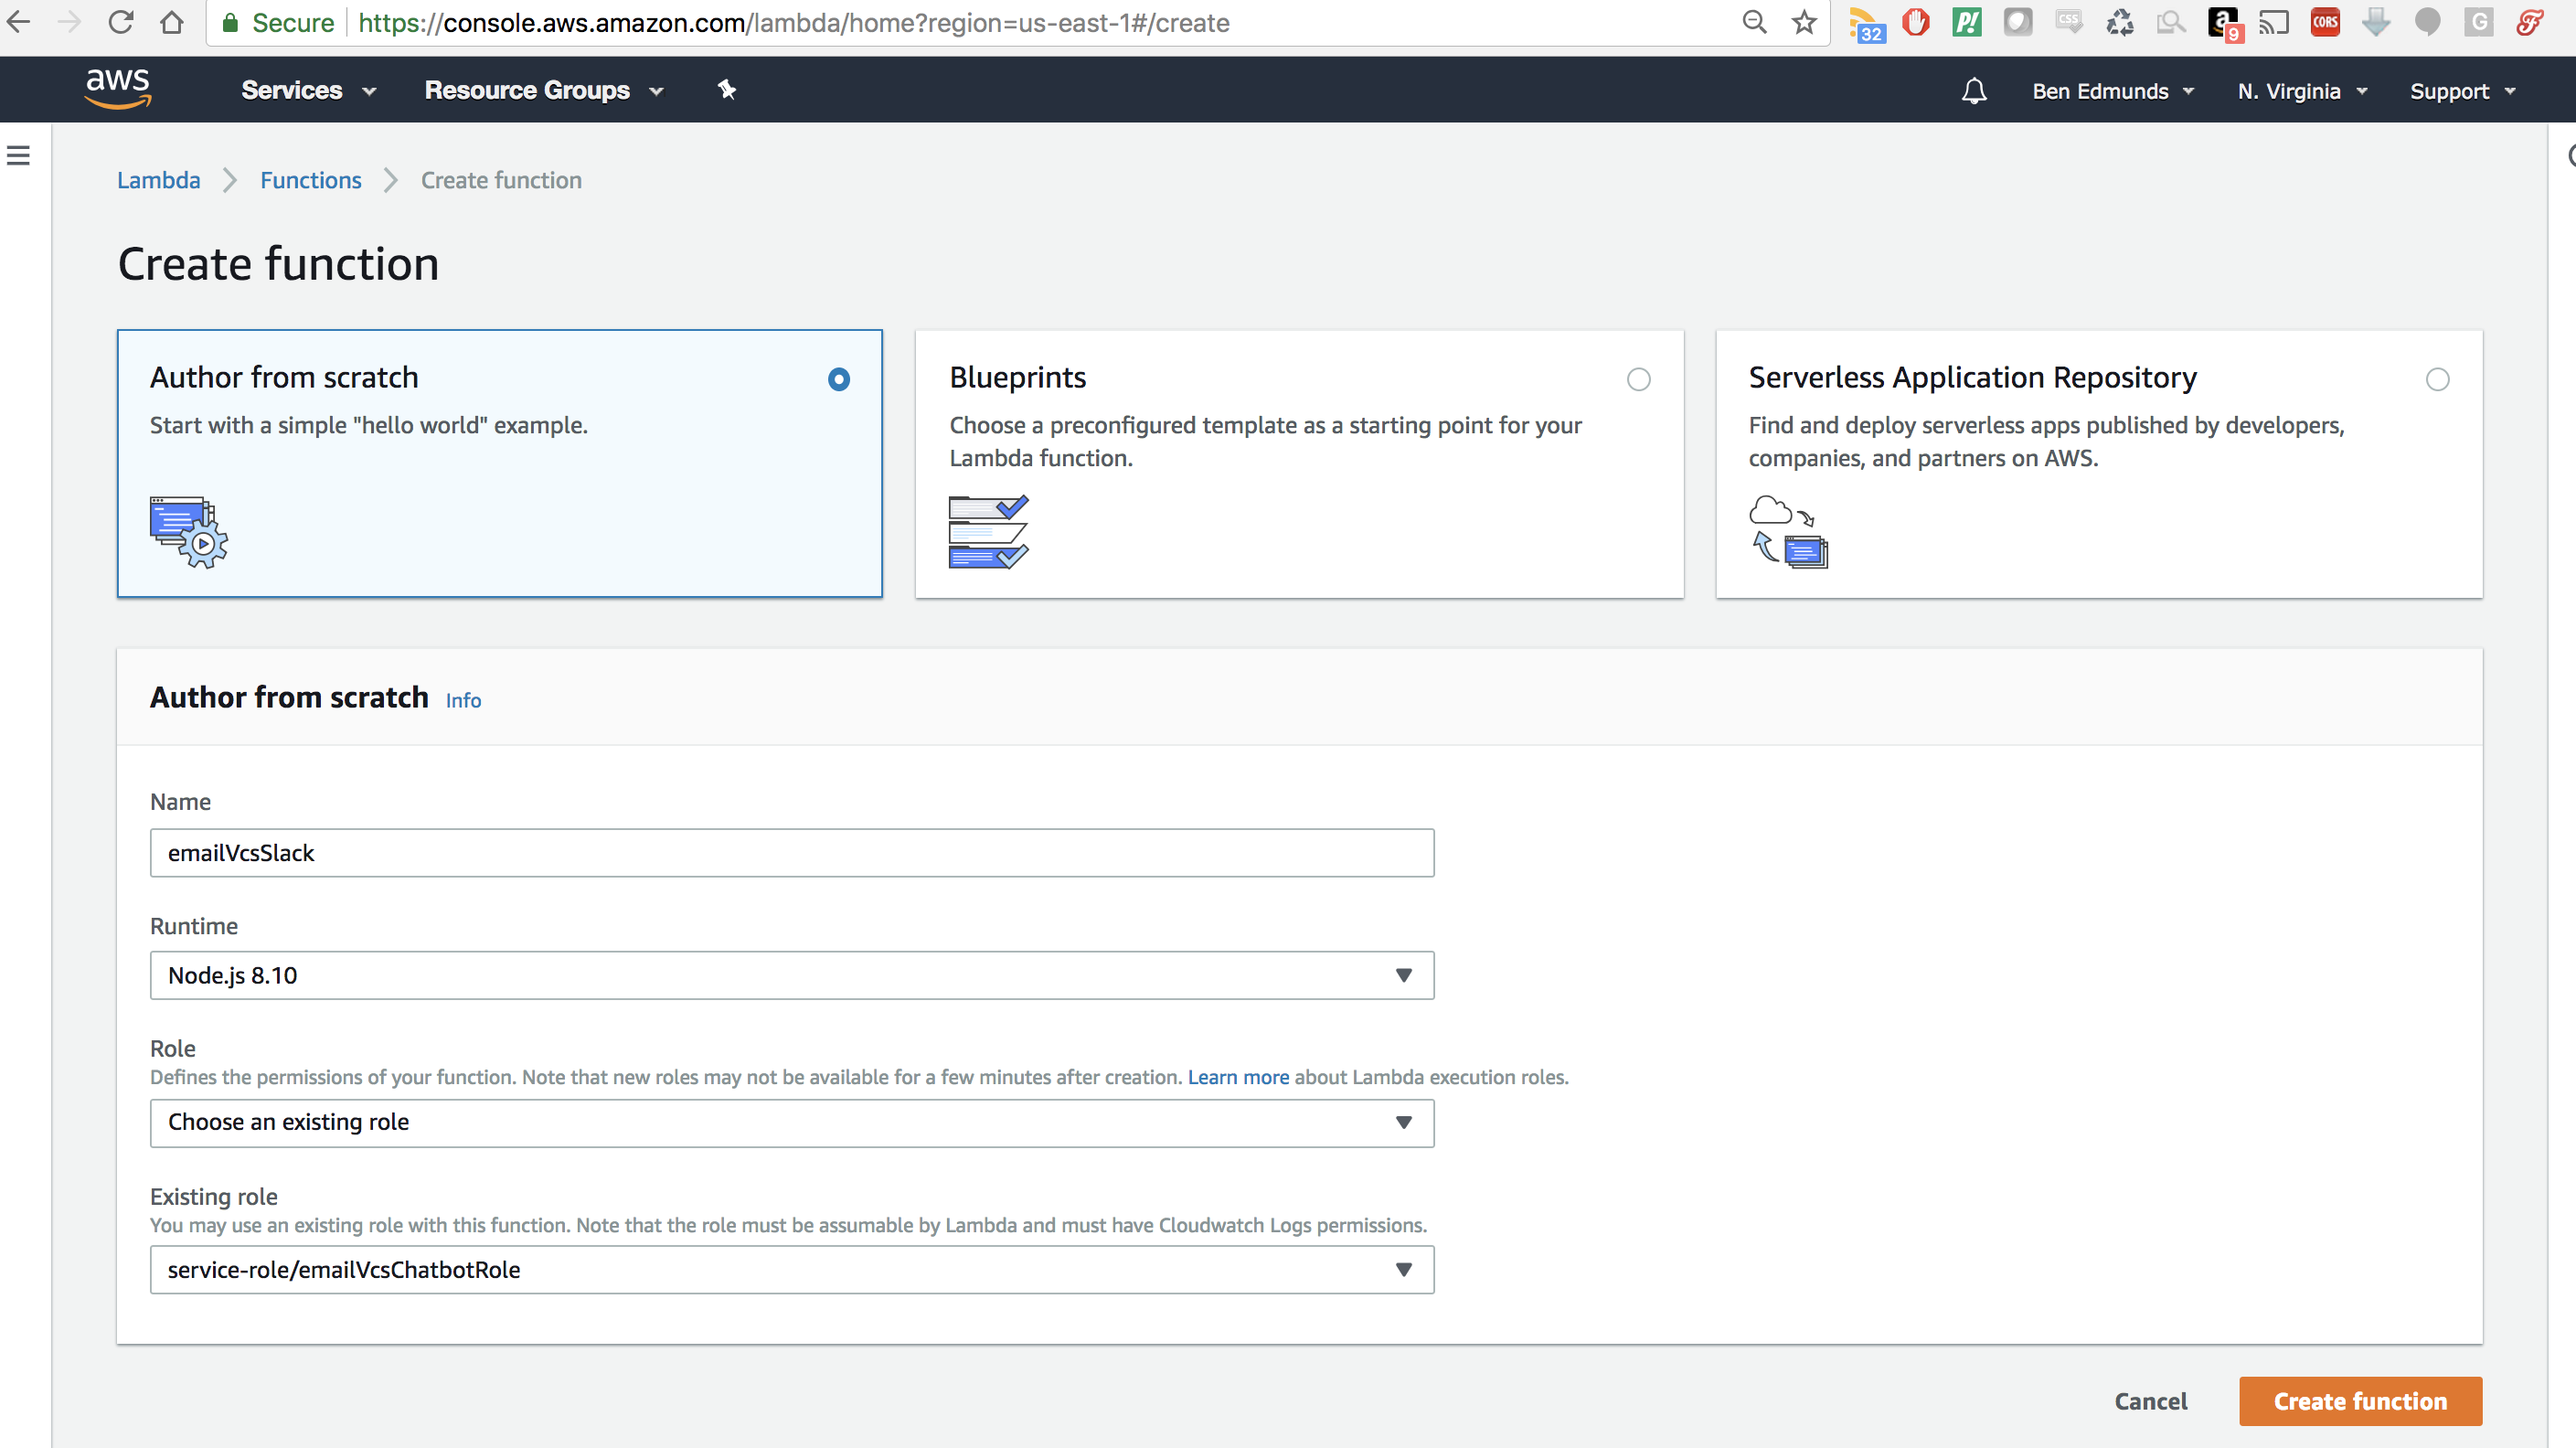 Secure https://console.aws.amazon.com/lambda/home?region=us-east-1#/create
32 P! CSS a 9 CORS G F
aws Services Resource Groups Ben Edmunds N. Virginia Support
Lambda Functions Create function
Create function
Author from scratch
Start with a simple "hello world" example.
Blueprints
Choose a preconfigured template as a starting point for your
Lambda function.
Serverless Application Repository
Find and deploy serverless apps published by developers,
companies, and partners on AWS.
Author from scratch Info
Name
emailVcsSlack
Runtime
Node.js 8.10
Role
Defines the permissions of your function. Note that new roles may not be available for a few minutes after creation. Learn more about Lambda execution roles.
Choose an existing role
Existing role
You may use an existing role with this function. Note that the role must be assumable by Lambda and must have Cloudwatch Logs permissions.
service-role/emailVcsChatbotRole
Cancel Create function